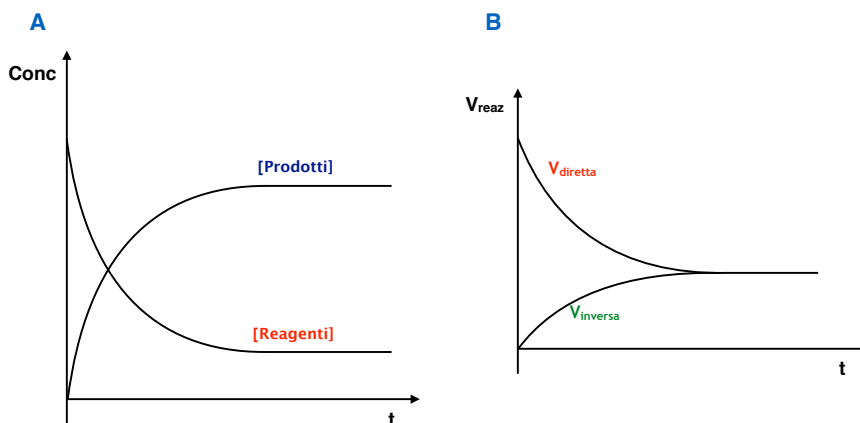 A
Conc
[Prodotti]
[Reagenti]
t
B
Vreaz
Vdiretta
Vinversa
t